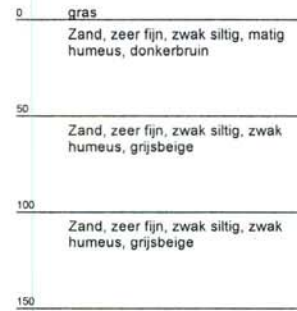 0 gras
Zand, zeer fijn, zwak siltig, matig
humeus, donkerbruin
50
Zand, zeer fijn, zwak siltig, zwak
humeus, grijsbeige
100
Zand, zeer fijn, zwak siltig, zwak
humeus, grijsbeige
150